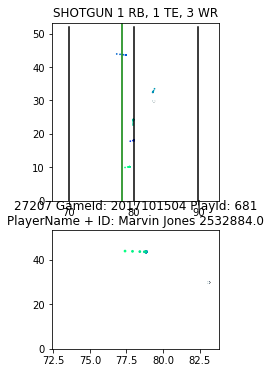 SHOTGUN 1 RB, 1 TE, 3 WR
50
40
30
20
10
0
70 80 90
27207 GameId: 2017101504 PlayId: 681
PlayerName + ID: Marvin Jones 2532884.0
40
20
0
72.5 75.0 77.5 80.0 82.5